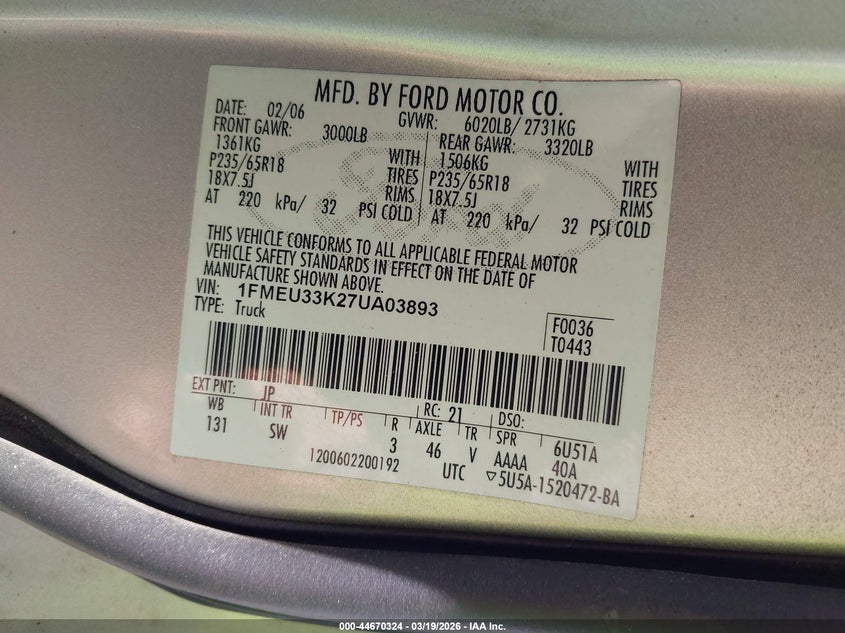 MFD. BY FORD MOTOR CO.
DATE: 02/06 GVWR: 6020LB/ 2731KG
FRONT GAWR: 3000LB REAR GAWR: 3320LB
1361KG WITH 1506KG WITH
P235/65R18 TIRES P235/65R18 TIRES
18X7.5J RIMS 18X7.5J RIMS
AT 220 kPa/ 32 PSI COLD AT 220 kPa/ 32 PSI COLD
THIS VEHICLE CONFORMS TO ALL APPLICABLE FEDERAL MOTOR
VEHICLE SAFETY STANDARDS IN EFFECT ON THE DATE OF
MANUFACTURE SHOWN ABOVE.
VIN: 1FMEU33K27UA03893
TYPE: Truck
F0036
T0443
EXT PNT: JP RC: 21 DSO:
WB INT TR TP/PS R AXLE TR SPR 6U51A
131 SW 3 46 V AAAA 40A
1200602200192 UTC ▽5U5A-1520472-BA
Ford
000-44670324 - 03/19/2026 - IAA Inc.